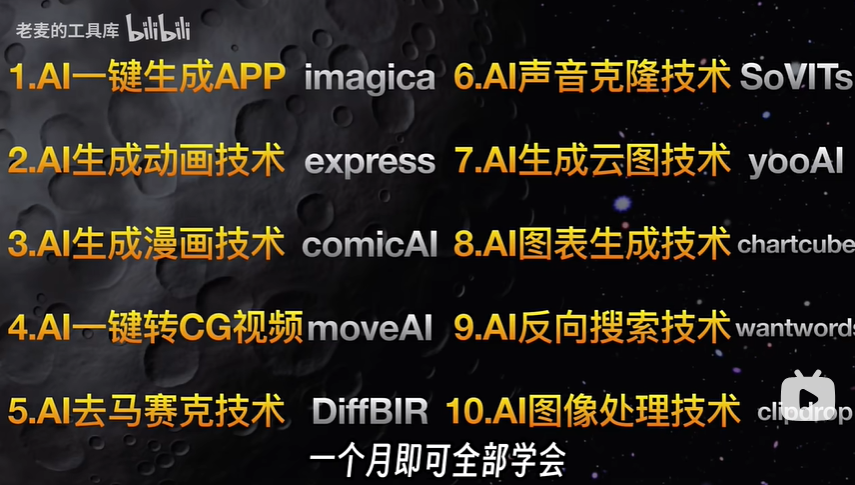 老麦的工具库 bilibili
1.AI一键生成APP imagica
2.AI生成动画技术 express
3.AI生成漫画技术 comicAI
4.AI一键转CG视频 moveAI
5.AI去马赛克技术 DiffBIR
6.AI声音克隆技术 SoVITs
7.AI生成云图技术 yooAI
8.AI图表生成技术 chartcube
9.AI反向搜索技术 wantwords
10.AI图像处理技术 clipdrop
一个月即可全部学会